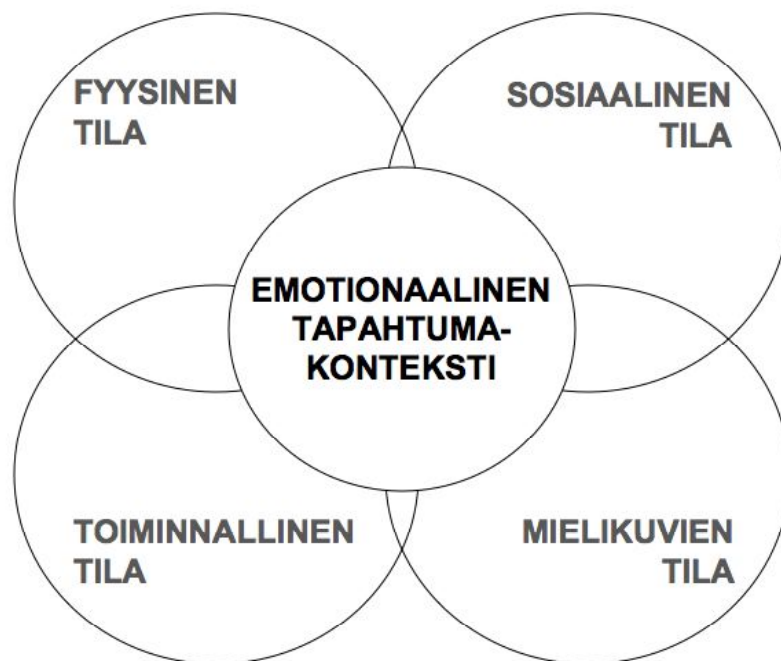 FYYSINEN
TILA
SOSIAALINEN
TILA
EMOTIONAALINEN
TAPAHTUMA-
KONTEKSTI
TOIMINNALLINEN
TILA
MIELIKUVIEN
TILA